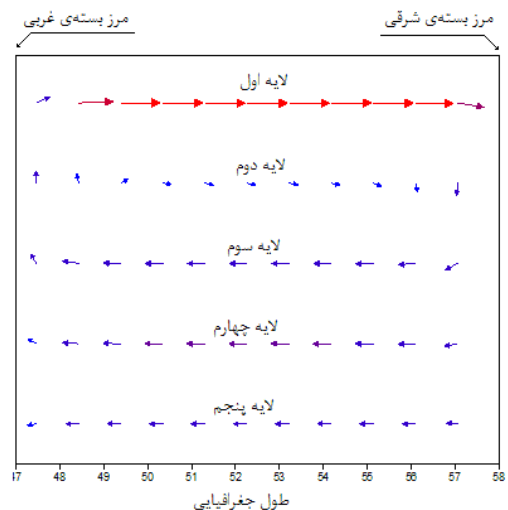 مرز بسته‌ی شرقی
مرز بسته‌ی غربی
لایه اول
لایه دوم
لایه سوم
لایه چهارم
لایه پنجم
47 48 49 50 51 52 53 54 55 56 57 58
طول جغرافیایی